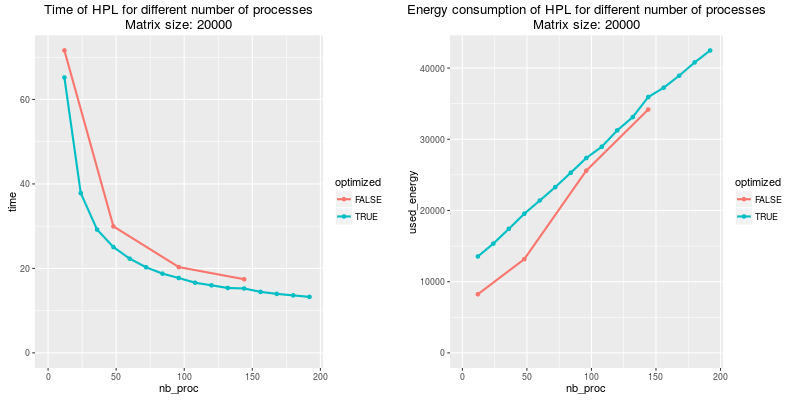 Time of HPL for different number of processes
Matrix size: 20000
time
60
40
20
0
0 50 100 150 200
nb_proc
optimized
FALSE
TRUE
Energy consumption of HPL for different number of processes
Matrix size: 20000
used_energy
40000
30000
20000
10000
0
0 50 100 150 200
nb_proc
optimized
FALSE
TRUE